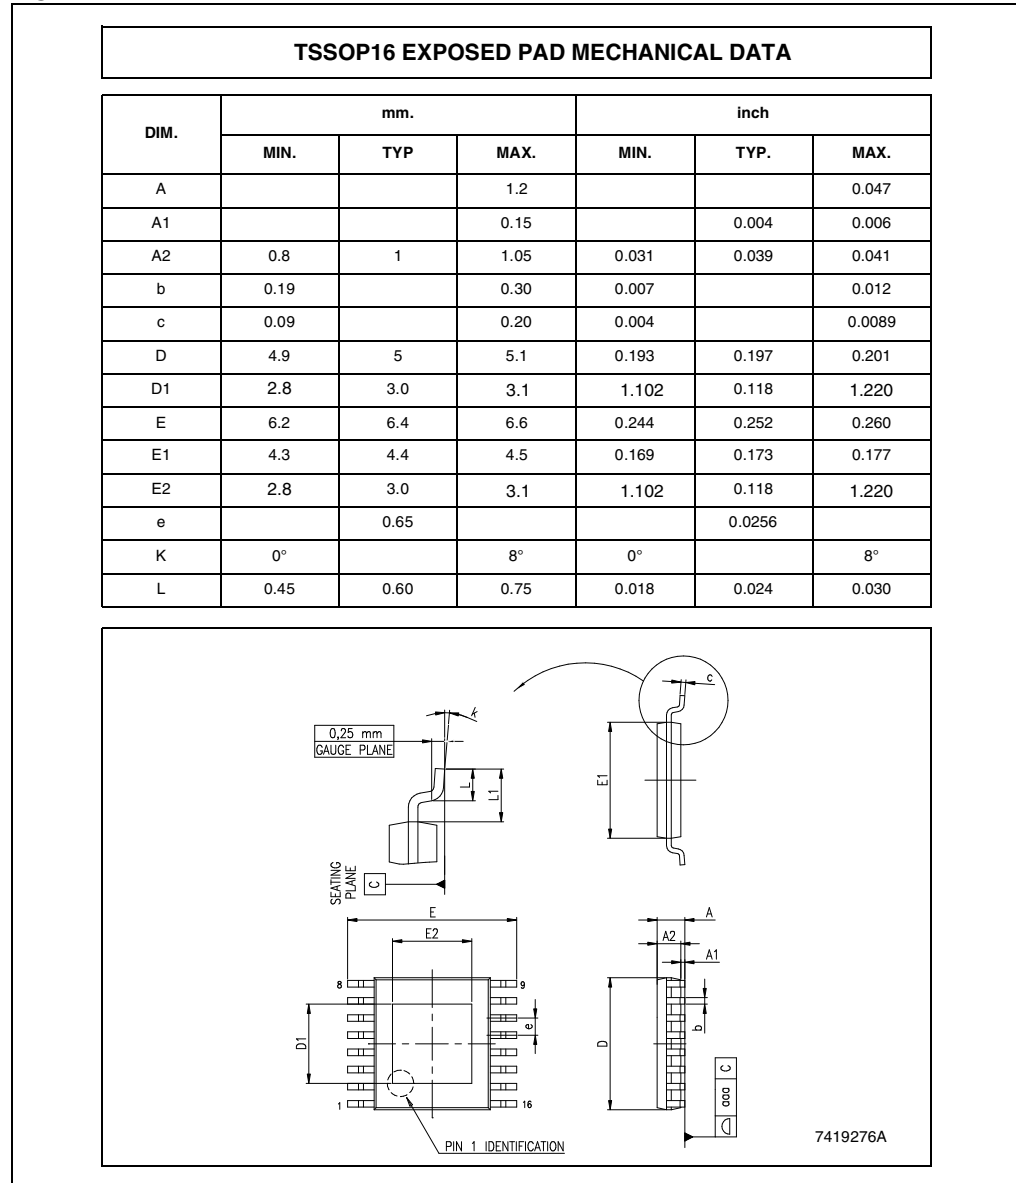 TSSOP16 EXPOSED PAD MECHANICAL DATA
DIM. mm. inch
MIN. TYP MAX. MIN. TYP. MAX.
A 1.2 0.047
A1 0.15 0.004 0.006
A2 0.8 1 1.05 0.031 0.039 0.041
b 0.19 0.30 0.007 0.012
c 0.09 0.20 0.004 0.0089
D 4.9 5 5.1 0.193 0.197 0.201
D1 2.8 3.0 3.1 1.102 0.118 1.220
E 6.2 6.4 6.6 0.244 0.252 0.260
E1 4.3 4.4 4.5 0.169 0.173 0.177
E2 2.8 3.0 3.1 1.102 0.118 1.220
e 0.65 0.0256
K 0° 8° 0° 8°
L 0.45 0.60 0.75 0.018 0.024 0.030
c
k
0,25 mm
GAUGE PLANE
L
L1
E1
SEATING
PLANE
C
E
E2
A
A2
A1
8
9
e
b
D1
D
1
16
C
aaa
PIN 1 IDENTIFICATION
7419276A